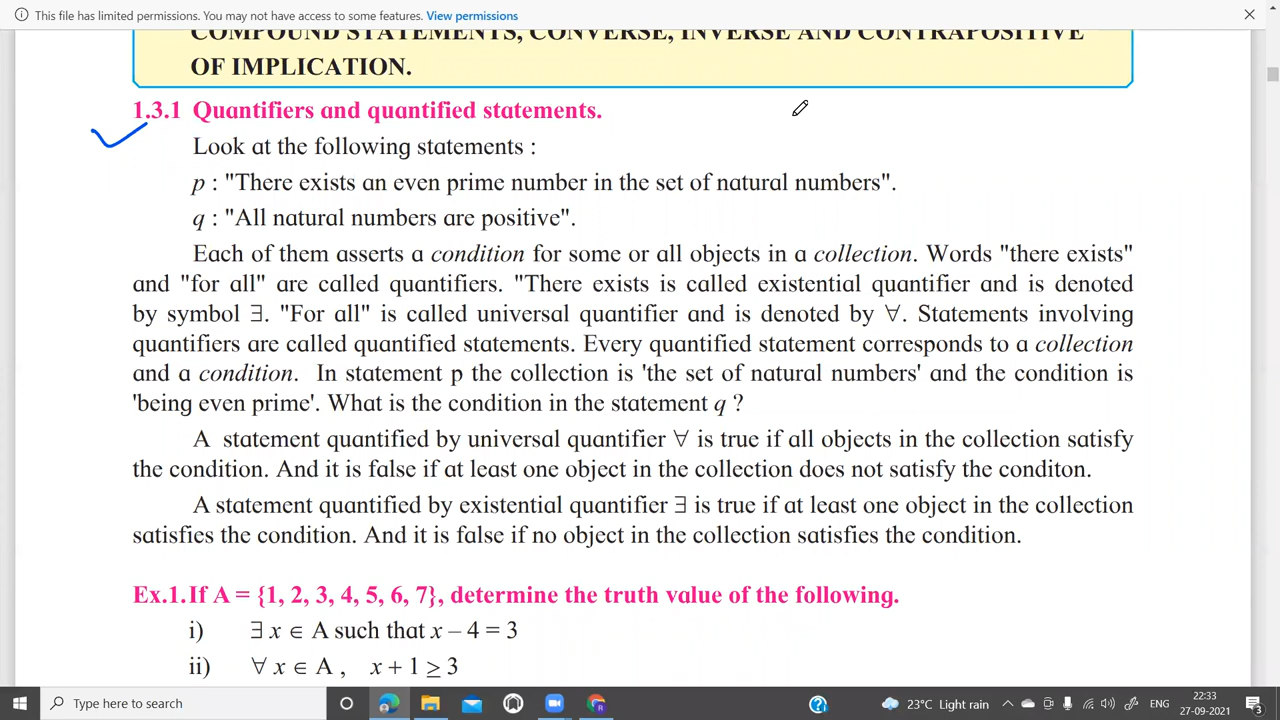 This file has limited permissions. You may not have access to some features. View permissions
COMPOUND STATEMENTS, CONVERSE, INVERSE AND CONTRAPOSITIVE
OF IMPLICATION.
1.3.1 Quantifiers and quantified statements.
Look at the following statements :
p : "There exists an even prime number in the set of natural numbers".
q : "All natural numbers are positive".
Each of them asserts a condition for some or all objects in a collection. Words "there exists"
and "for all" are called quantifiers. "There exists is called existential quantifier and is denoted
by symbol ∃. "For all" is called universal quantifier and is denoted by ∀. Statements involving
quantifiers are called quantified statements. Every quantified statement corresponds to a collection
and a condition. In statement p the collection is 'the set of natural numbers' and the condition is
'being even prime'. What is the condition in the statement q ?
A statement quantified by universal quantifier ∀ is true if all objects in the collection satisfy
the condition. And it is false if at least one object in the collection does not satisfy the conditon.
A statement quantified by existential quantifier ∃ is true if at least one object in the collection
satisfies the condition. And it is false if no object in the collection satisfies the condition.
Ex.1. If A = {1, 2, 3, 4, 5, 6, 7}, determine the truth value of the following.
i) ∃ x ∈ A such that x – 4 = 3
ii) ∀ x ∈ A , x + 1 ≥ 3
Type here to search
23°C Light rain
ENG
22:33
27-09-2021
3